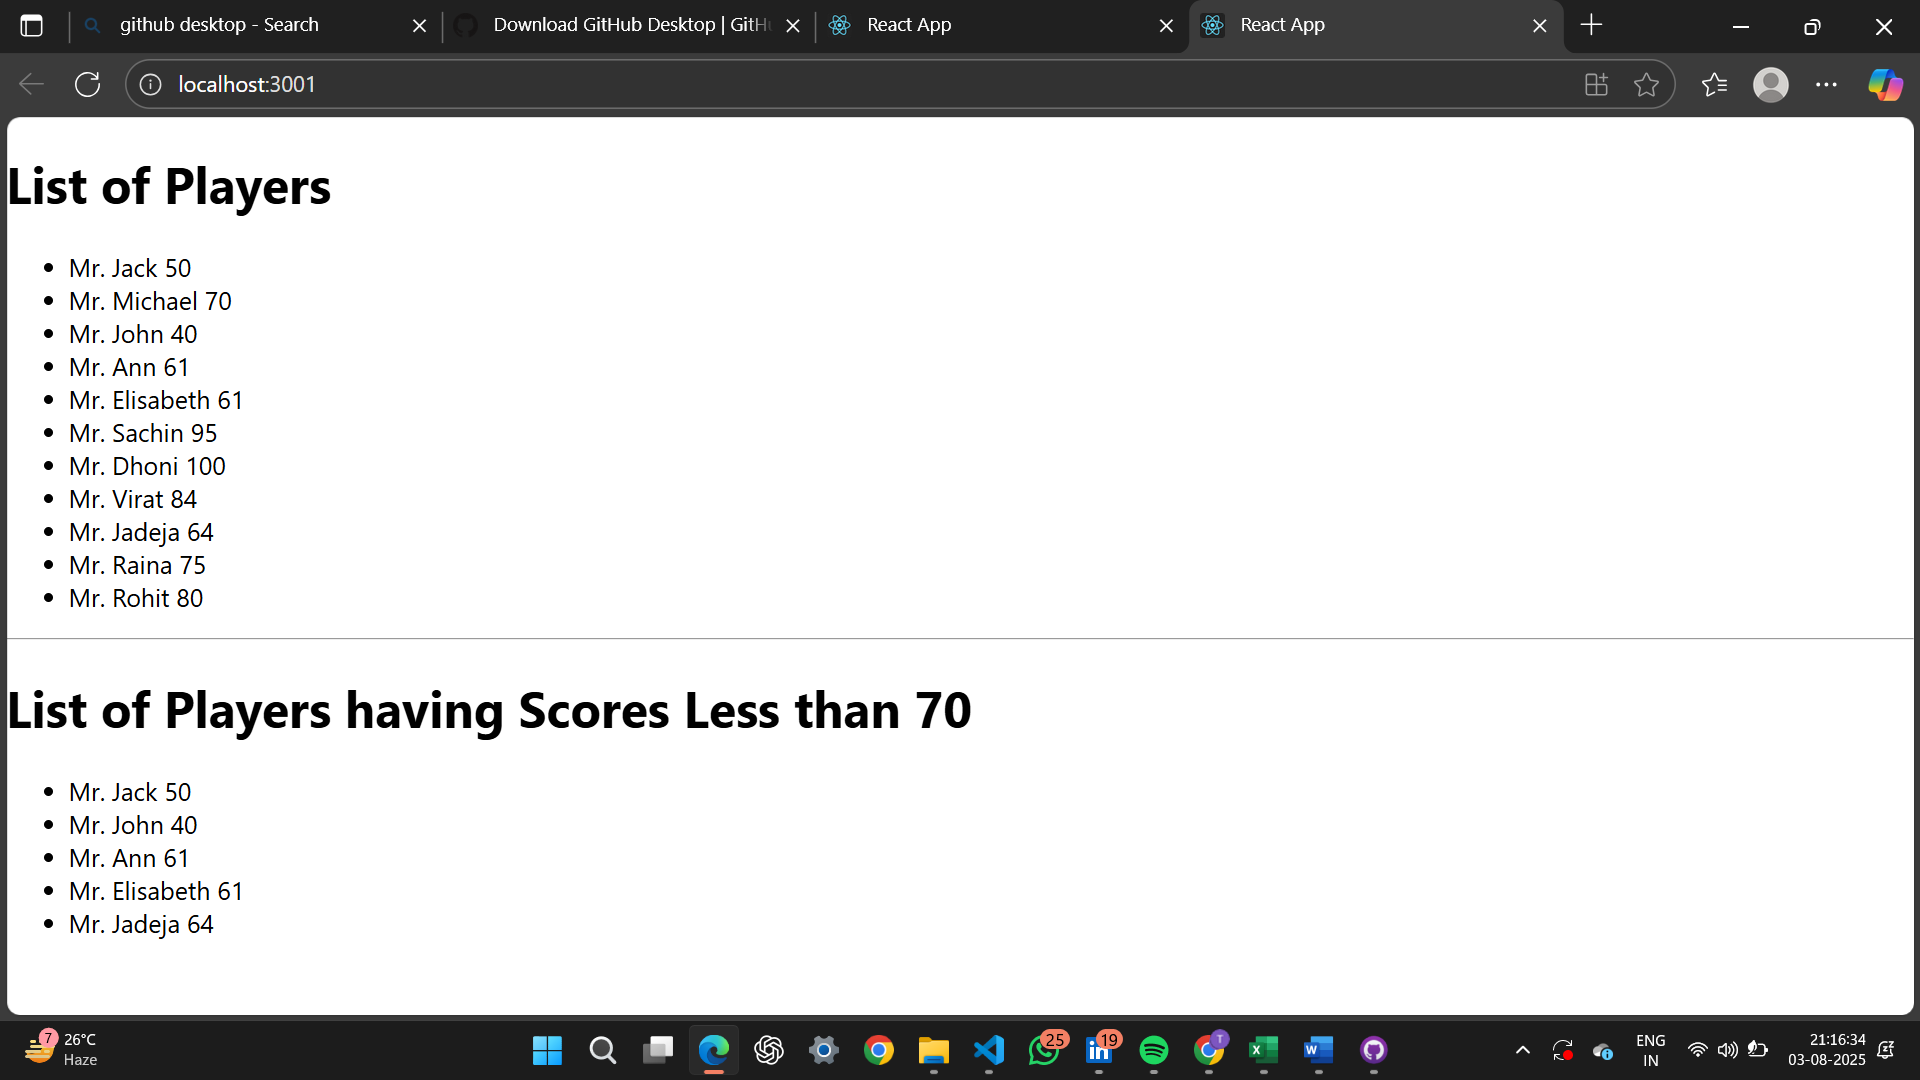 github desktop - Search
Download GitHub Desktop | GitH
React App
React App
localhost:3001
List of Players
Mr. Jack 50
Mr. Michael 70
Mr. John 40
Mr. Ann 61
Mr. Elisabeth 61
Mr. Sachin 95
Mr. Dhoni 100
Mr. Virat 84
Mr. Jadeja 64
Mr. Raina 75
Mr. Rohit 80
List of Players having Scores Less than 70
Mr. Jack 50
Mr. John 40
Mr. Ann 61
Mr. Elisabeth 61
Mr. Jadeja 64
7
26°C
Haze
25
19
T
ENG
IN
21:16:34
03-08-2025